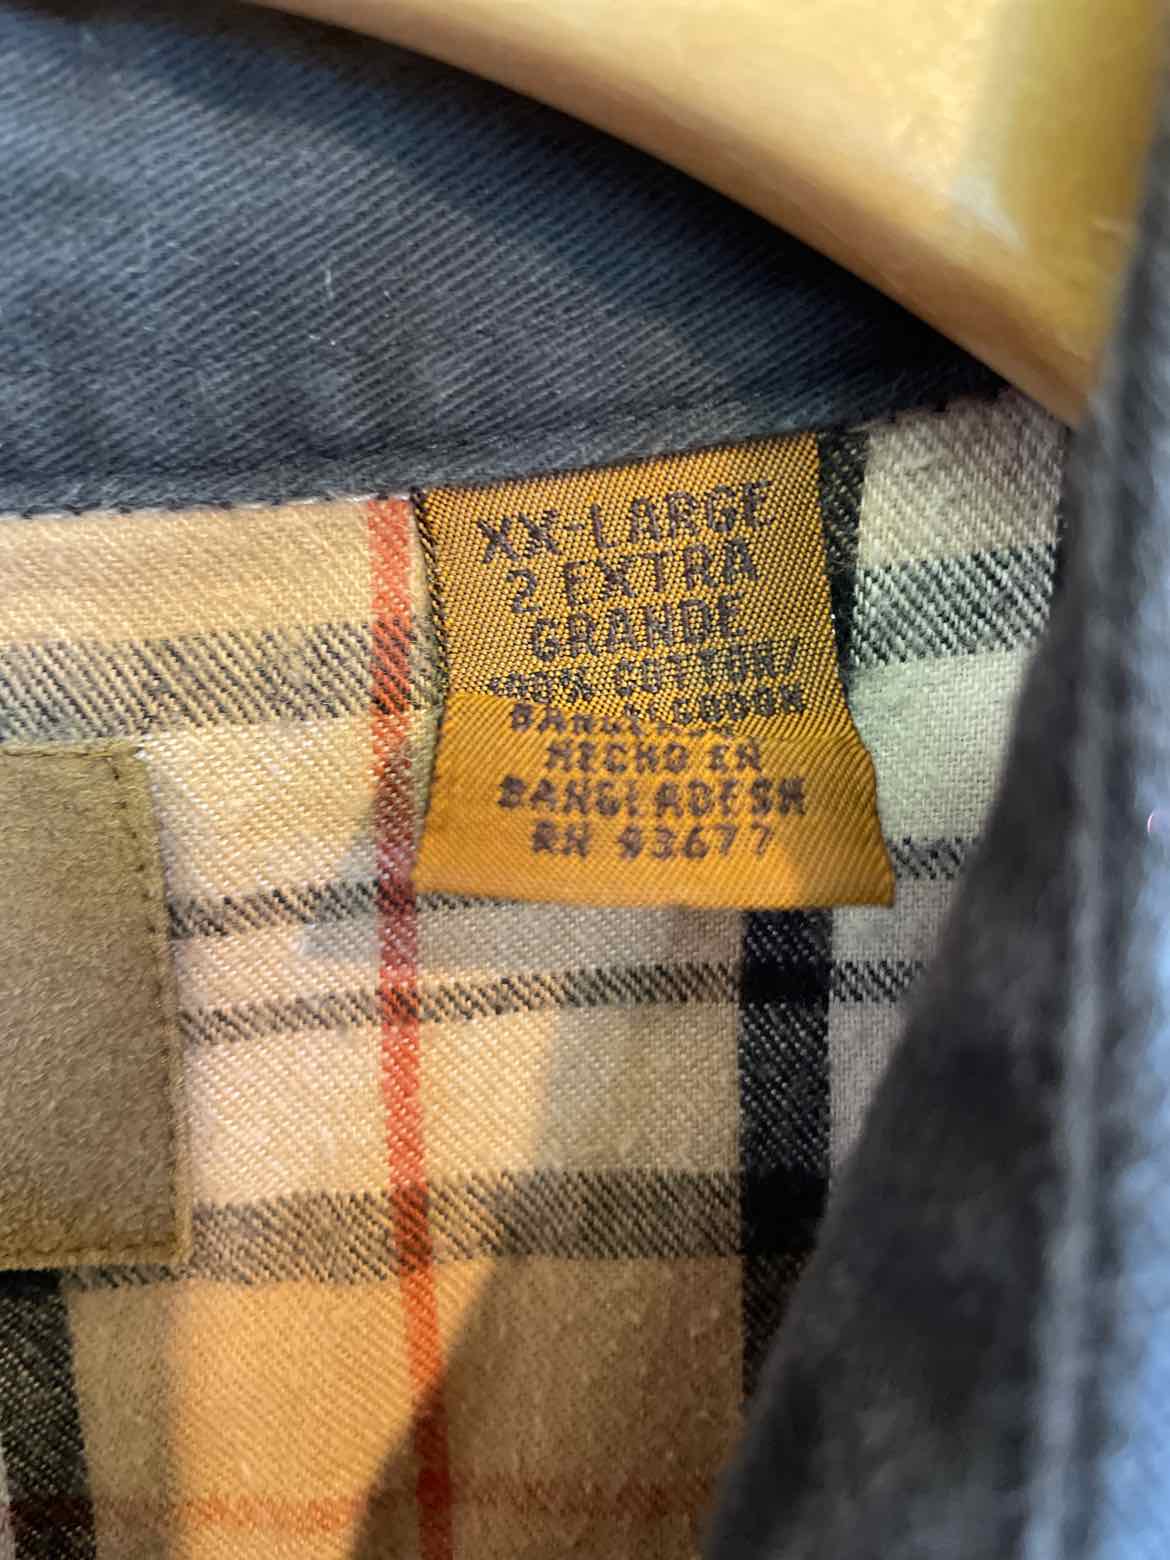 XX-LARGE
2 EXTRA
GRANDE
100% COTTON/
HECHO EN
BANGLADESH
RN 93677